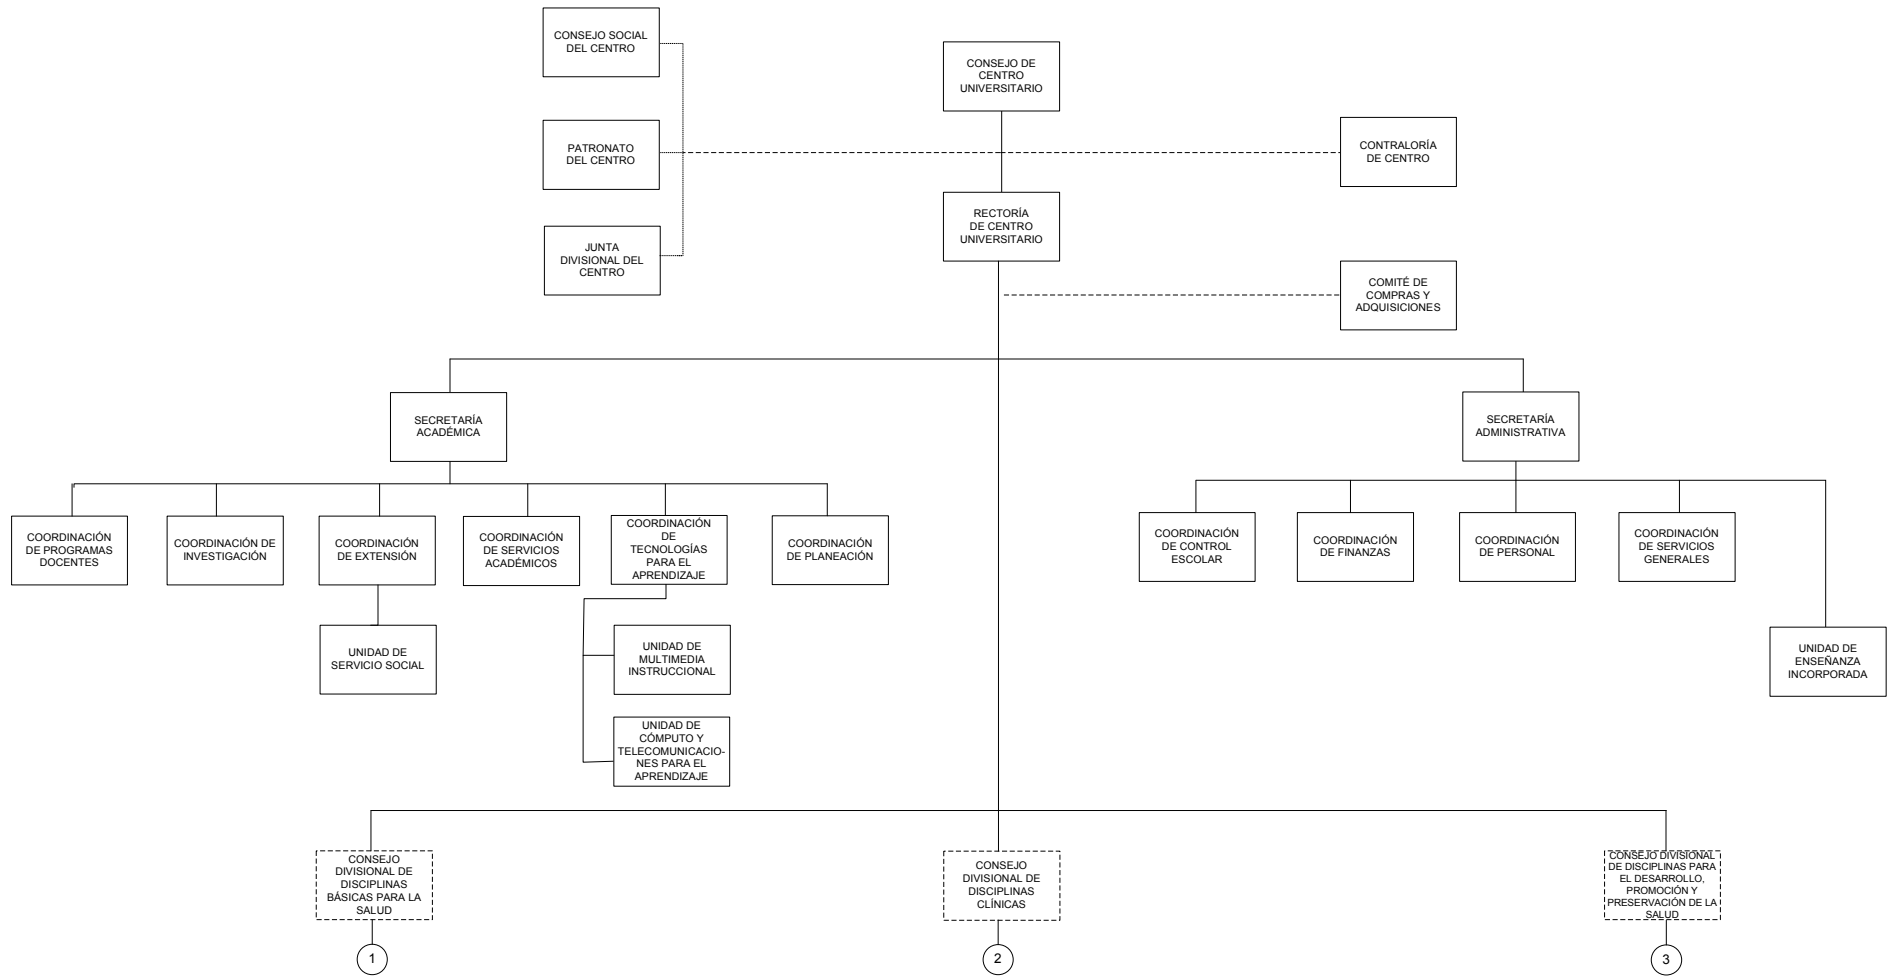 CONSEJO SOCIAL
DEL CENTRO
CONSEJO DE
CENTRO
UNIVERSITARIO
PATRONATO
DEL CENTRO
CONTRALORÍA
DE CENTRO
RECTORÍA
DE CENTRO
UNIVERSITARIO
JUNTA
DIVISIONAL DEL
CENTRO
COMITÉ DE
COMPRAS Y
ADQUISICIONES
SECRETARÍA
ACADÉMICA
SECRETARÍA
ADMINISTRATIVA
COORDINACIÓN
DE PROGRAMAS
DOCENTES
COORDINACIÓN DE
INVESTIGACIÓN
COORDINACIÓN
DE EXTENSIÓN
COORDINACIÓN
DE SERVICIOS
ACADÉMICOS
COORDINACIÓN
DE
TECNOLOGÍAS
PARA EL
APRENDIZAJE
COORDINACIÓN
DE PLANEACIÓN
COORDINACIÓN
DE CONTROL
ESCOLAR
COORDINACIÓN
DE FINANZAS
COORDINACIÓN
DE PERSONAL
COORDINACIÓN
DE SERVICIOS
GENERALES
UNIDAD DE
SERVICIO SOCIAL
UNIDAD DE
MULTIMEDIA
INSTRUCCIONAL
UNIDAD DE
ENSEÑANZA
INCORPORADA
UNIDAD DE
CÓMPUTO Y
TELECOMUNICACIO-
NES PARA EL
APRENDIZAJE
CONSEJO
DIVISIONAL DE
DISCIPLINAS
BÁSICAS PARA LA
SALUD
CONSEJO
DIVISIONAL DE
DISCIPLINAS
CLÍNICAS
CONSEJO DIVISIONAL
DE DISCIPLINAS PARA
EL DESARROLLO,
PROMOCIÓN Y
PRESERVACIÓN DE LA
SALUD
1
2
3